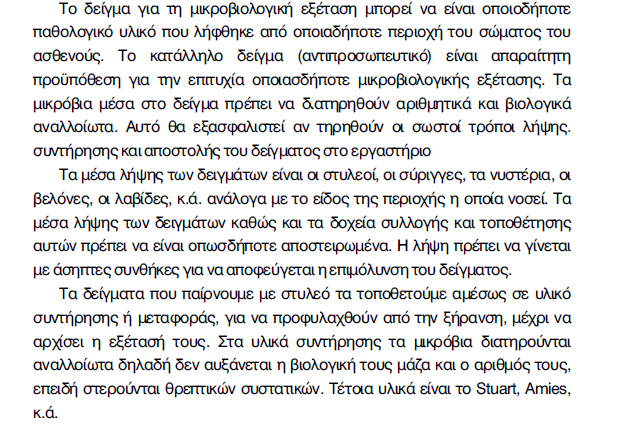 Το δείγμα για τη μικροβιολογική εξέταση μπορεί να είναι οποιοδήποτε
παθολογικό υλικό που λήφθηκε από οποιαδήποτε περιοχή του σώματος του
ασθενούς. Το κατάλληλο δείγμα (αντιπροσωπευτικό) είναι απαραίτητη
προϋπόθεση για την επιτυχία οποιασδήποτε μικροβιολογικής εξέτασης. Τα
μικρόβια μέσα στο δείγμα πρέπει να διατηρηθούν αριθμητικά και βιολογικά
αναλλοίωτα. Αυτό θα εξασφαλιστεί αν τηρηθούν οι σωστοί τρόποι λήψης.
συντήρησης και αποστολής του δείγματος στο εργαστήριο
Τα μέσα λήψης των δειγμάτων είναι οι στυλεοί, οι σύριγγες, τα νυστέρια, οι
βελόνες, οι λαβίδες, κ.ά. ανάλογα με το είδος της περιοχής η οποία νοσεί. Τα
μέσα λήψης των δειγμάτων καθώς και τα δοχεία συλλογής και τοποθέτησης
αυτών πρέπει να είναι οπωσδήποτε αποστειρωμένα. Η λήψη πρέπει να γίνεται
με άσηπτες συνθήκες για να αποφεύγεται η επιμόλυνση του δείγματος.
Τα δείγματα που παίρνουμε με στυλεό τα τοποθετούμε αμέσως σε υλικό
συντήρησης ή μεταφοράς, για να προφυλαχθούν από την ξήρανση, μέχρι να
αρχίσει η εξέτασή τους. Στα υλικά συντήρησης τα μικρόβια διατηρούνται
αναλλοίωτα δηλαδή δεν αυξάνεται η βιολογική τους μάζα και ο αριθμός τους,
επειδή στερούνται θρεπτικών συστατικών. Τέτοια υλικά είναι το Stuart, Amies,
κ.ά.